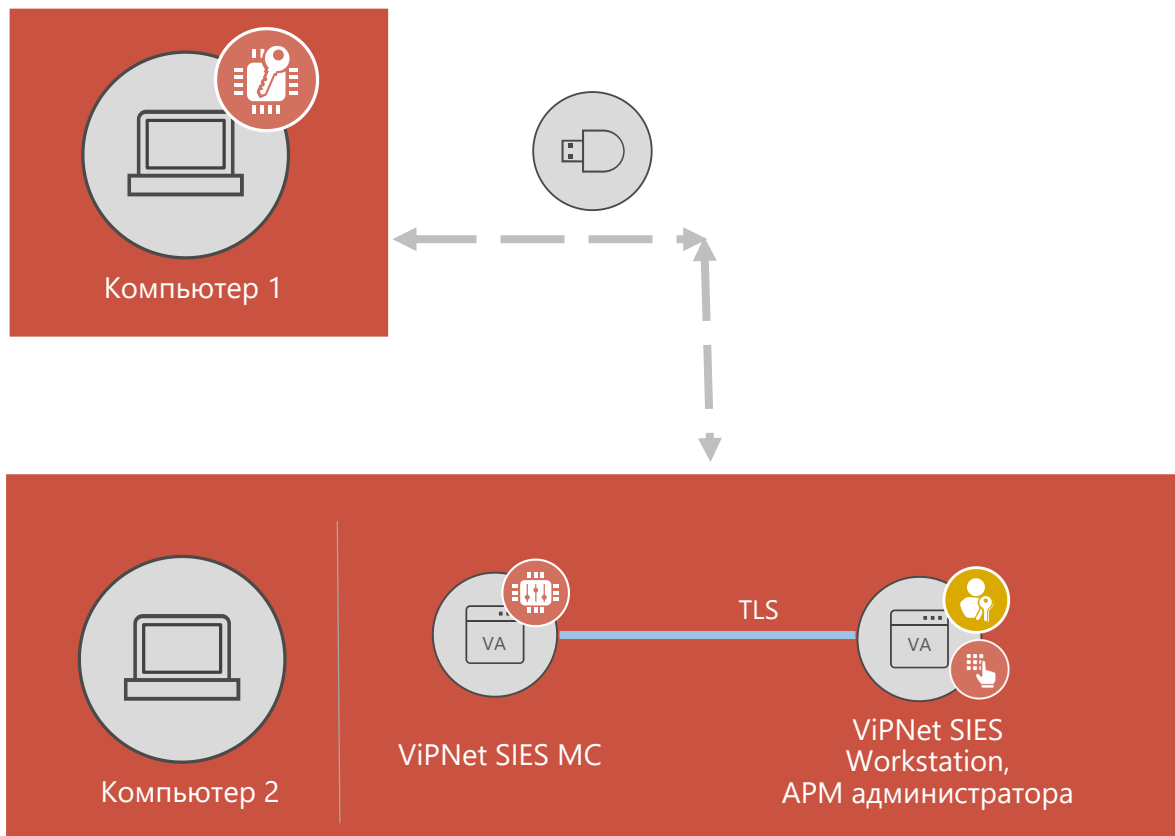 Компьютер 1
TLS
VA
VA
ViPNet SIES MC
ViPNet SIES
Workstation,
АРМ администратора
Компьютер 2